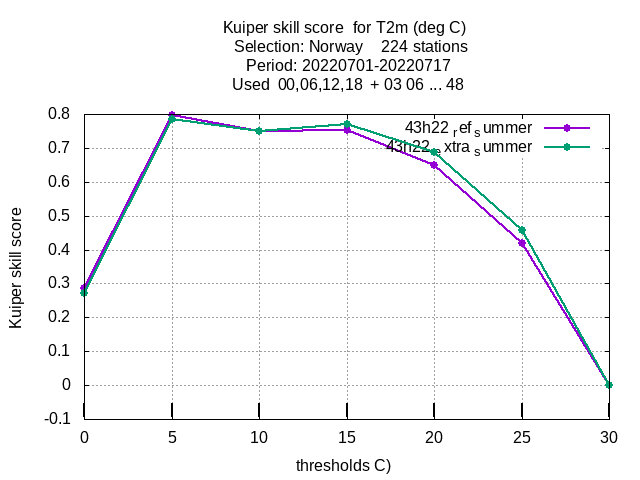 Kuiper skill score for T2m (deg C)
Selection: Norway 224 stations
Period: 20220701-20220717
Used 00,06,12,18 + 03 06 ... 48
43h22 ref summer
43h22 extra summer
0.8
0.7
0.6
0.5
0.4
0.3
0.2
0.1
0
-0.1
Kuiper skill score
0 5 10 15 20 25 30
thresholds C)